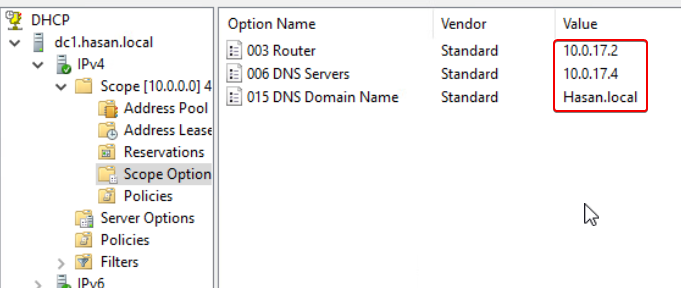 DHCP
dc1.hasan.local
IPv4
Scope [10.0.0.0] 4
Address Pool
Address Lease
Reservations
Scope Option
Policies
Server Options
Policies
Filters
IPv6
Option Name Vendor Value
003 Router Standard 10.0.17.2
006 DNS Servers Standard 10.0.17.4
015 DNS Domain Name Standard Hasan.local